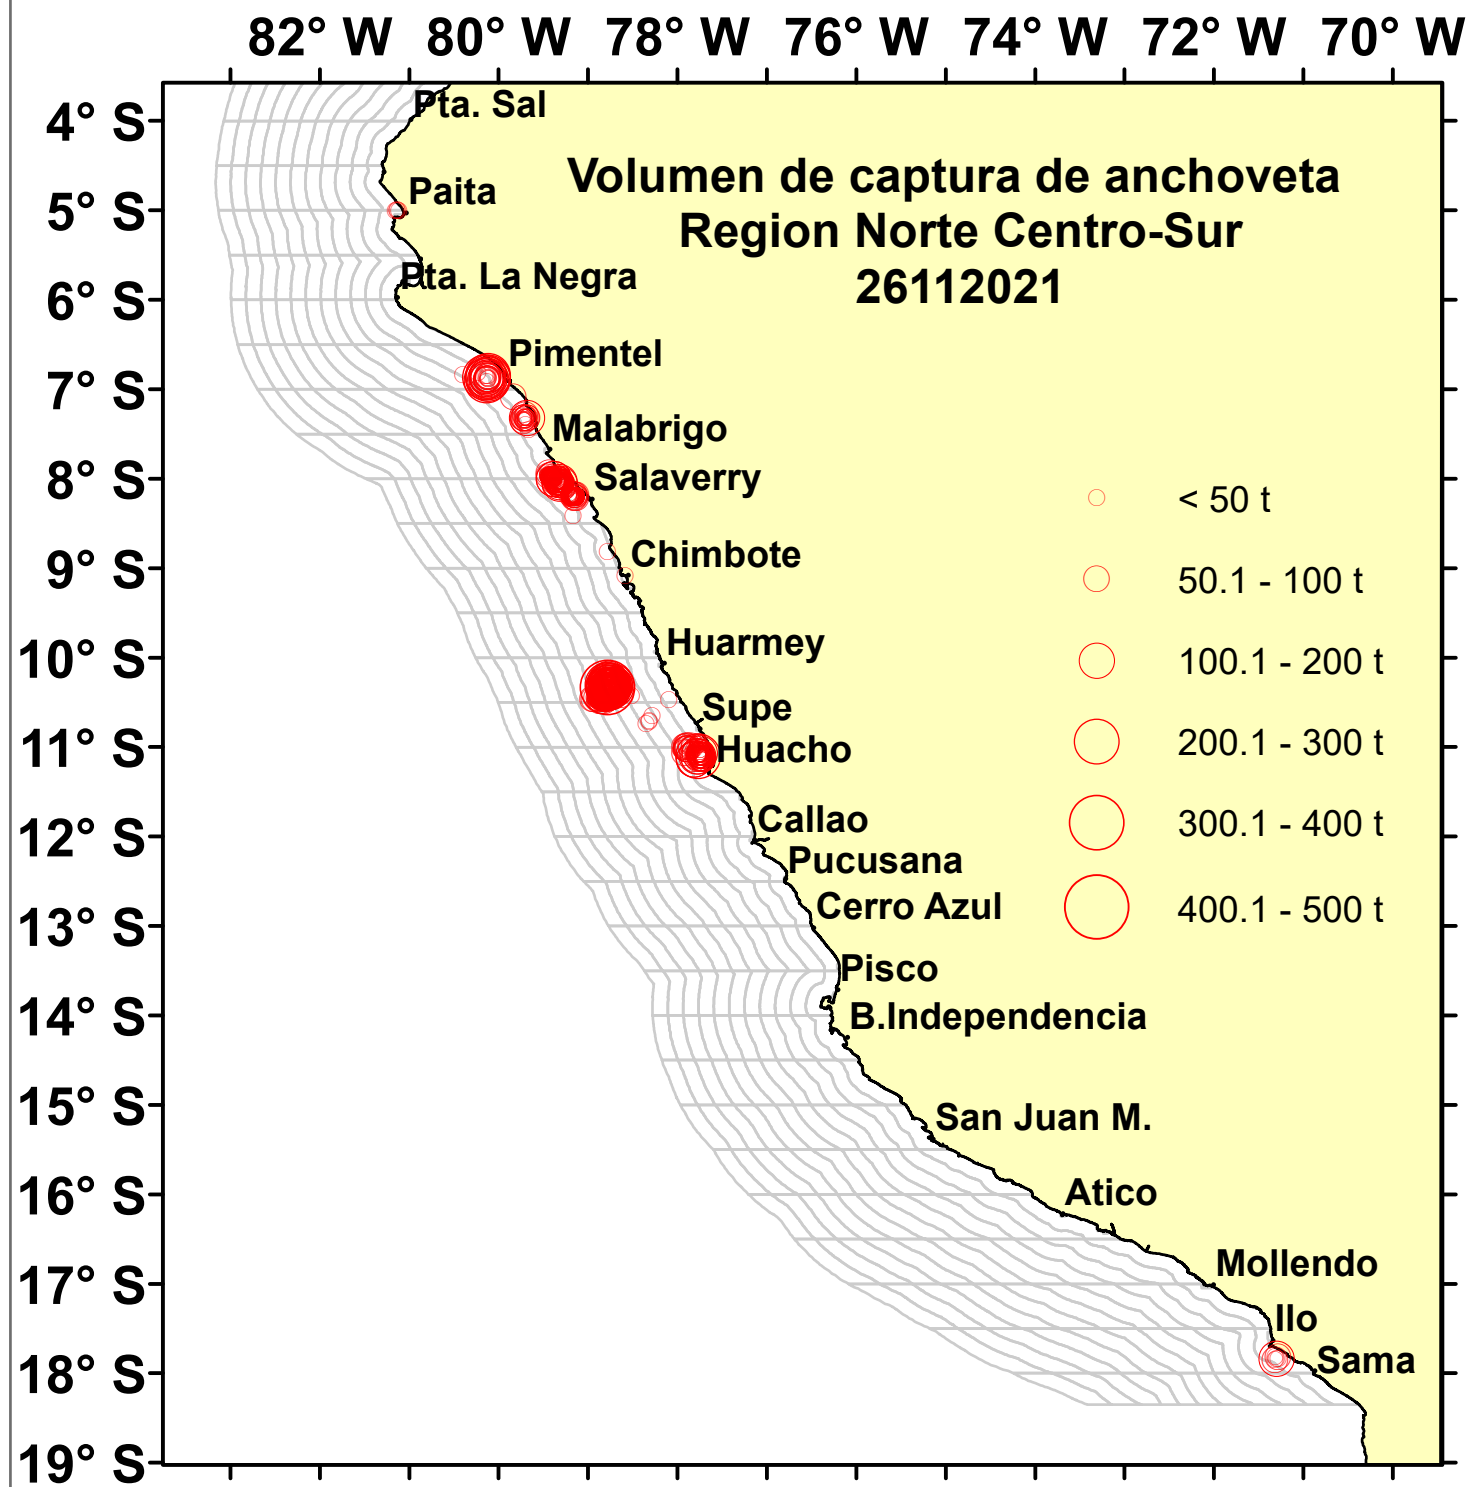 82° W 80° W 78° W 76° W 74° W 72° W 70° W
4° S
5° S
6° S
7° S
8° S
9° S
10° S
11° S
12° S
13° S
14° S
15° S
16° S
17° S
18° S
19° S
Volumen de captura de anchoveta
Region Norte Centro-Sur
26112021
Pta. Sal
Paita
Pta. La Negra
Pimentel
Malabrigo
Salaverry
Chimbote
Huarmey
Supe
Huacho
Callao
Pucusana
Cerro Azul
Pisco
B.Independencia
San Juan M.
Atico
Mollendo
Ilo
Sama
< 50 t
50.1 - 100 t
100.1 - 200 t
200.1 - 300 t
300.1 - 400 t
400.1 - 500 t